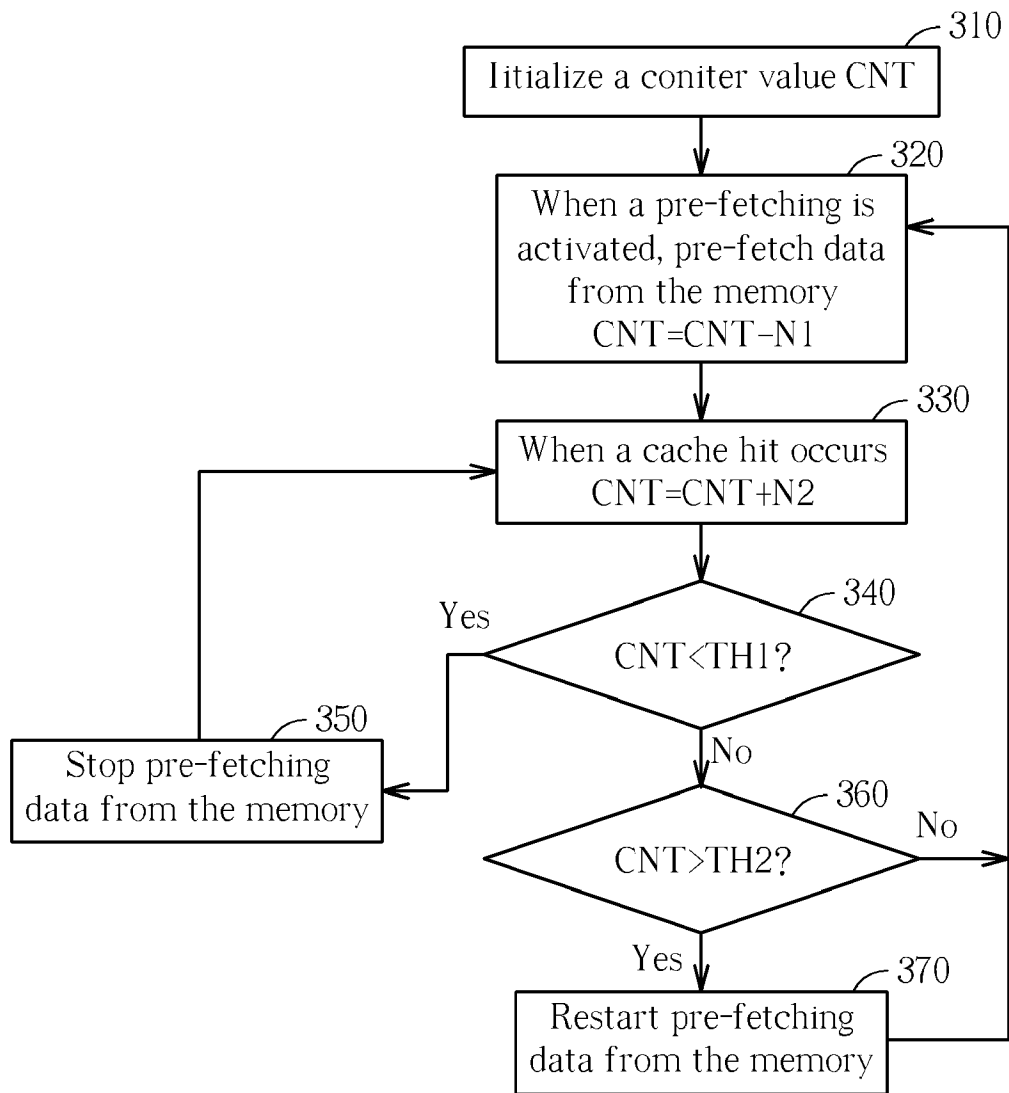 310
Iitialize a coniter value CNT
320
When a pre-fetching is
activated, pre-fetch data
from the memory
CNT=CNT-N1
330
When a cache hit occurs
CNT=CNT+N2
340
Yes
CNT<TH1?
350
Stop pre-fetching
data from the memory
No
360
No
CNT>TH2?
Yes
370
Restart pre-fetching
data from the memory